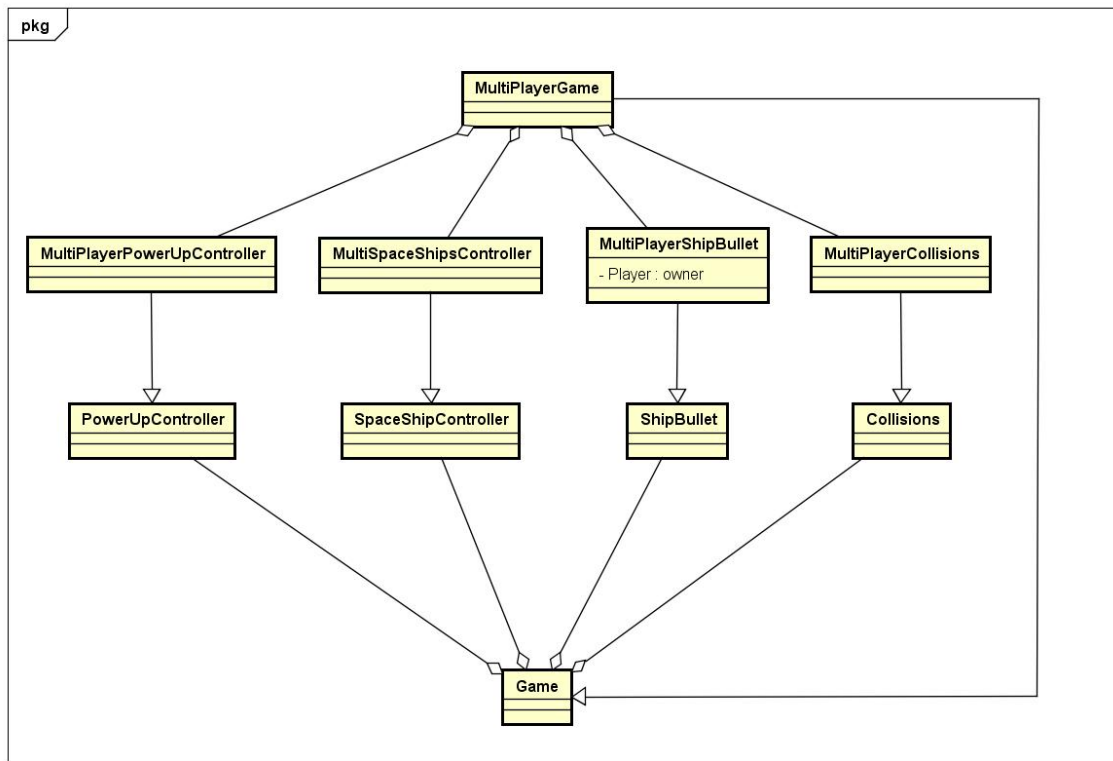 pkg
MultiPlayerGame
MultiPlayerPowerUpController
MultiSpaceShipsController
MultiPlayerShipBullet
- Player : owner
MultiPlayerCollisions
PowerUpController
SpaceShipController
ShipBullet
Collisions
Game